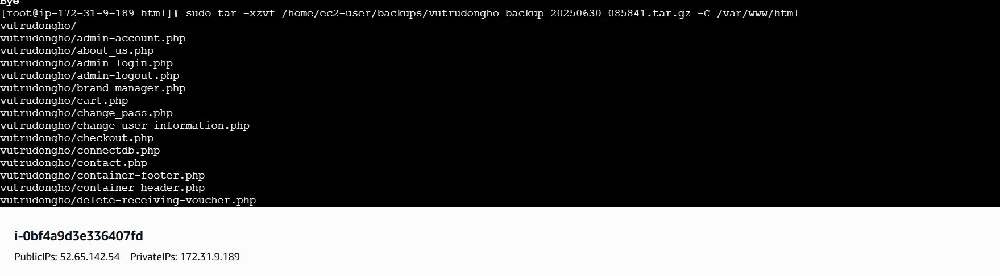 Bye
[root@ip-172-31-9-189 html]# sudo tar -xzvf /home/ec2-user/backups/vutrudongho_backup_20250630_085841.tar.gz -C /var/www/html
vutrudongho/
vutrudongho/admin-account.php
vutrudongho/about_us.php
vutrudongho/admin-login.php
vutrudongho/admin-logout.php
vutrudongho/brand-manager.php
vutrudongho/cart.php
vutrudongho/change_pass.php
vutrudongho/change_user_information.php
vutrudongho/checkout.php
vutrudongho/connectdb.php
vutrudongho/contact.php
vutrudongho/container-footer.php
vutrudongho/container-header.php
vutrudongho/delete-receiving-voucher.php
i-0bf4a9d3e336407fd
PublicIPs: 52.65.142.54 PrivateIPs: 172.31.9.189